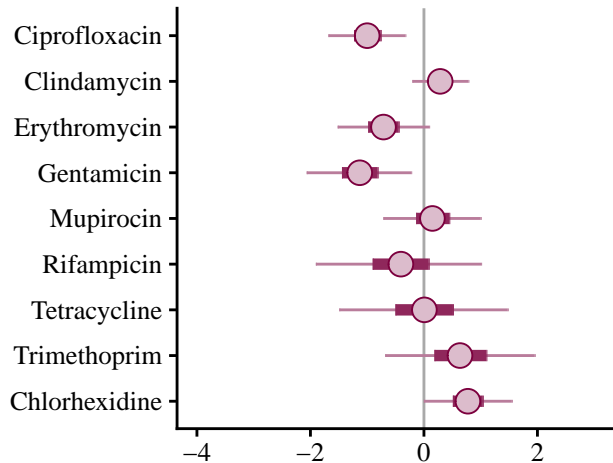 Ciprofloxacin
Clindamycin
Erythromycin
Gentamicin
Mupirocin
Rifampicin
Tetracycline
Trimethoprim
Chlorhexidine
−4 −2 0 2